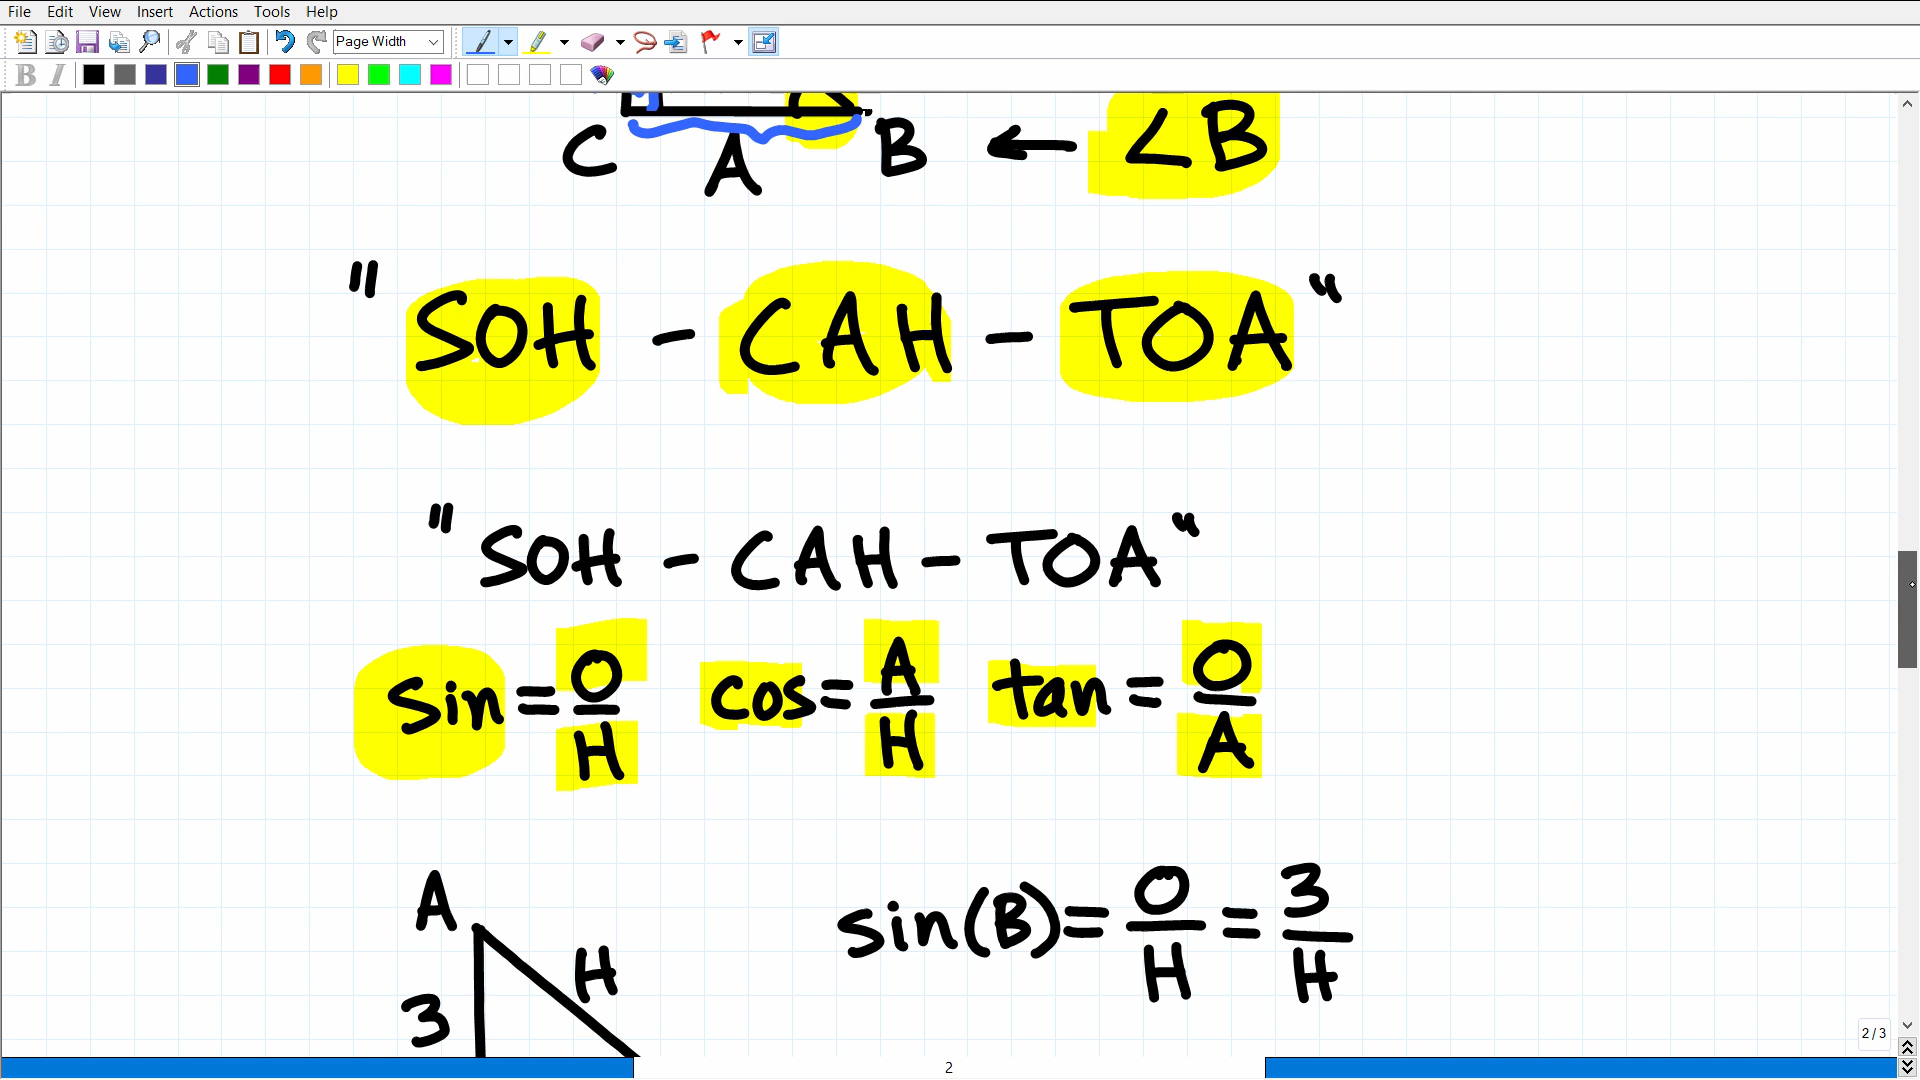 File Edit View Insert Actions Tools Help
Page Width
B I
C A B ← ∠B
"SOH - CAH - TOA"
"SOH - CAH - TOA"
sin = O/H cos = A/H tan = O/A
A
sin(B) = O/H = 3/H
H
3
2 / 3
2